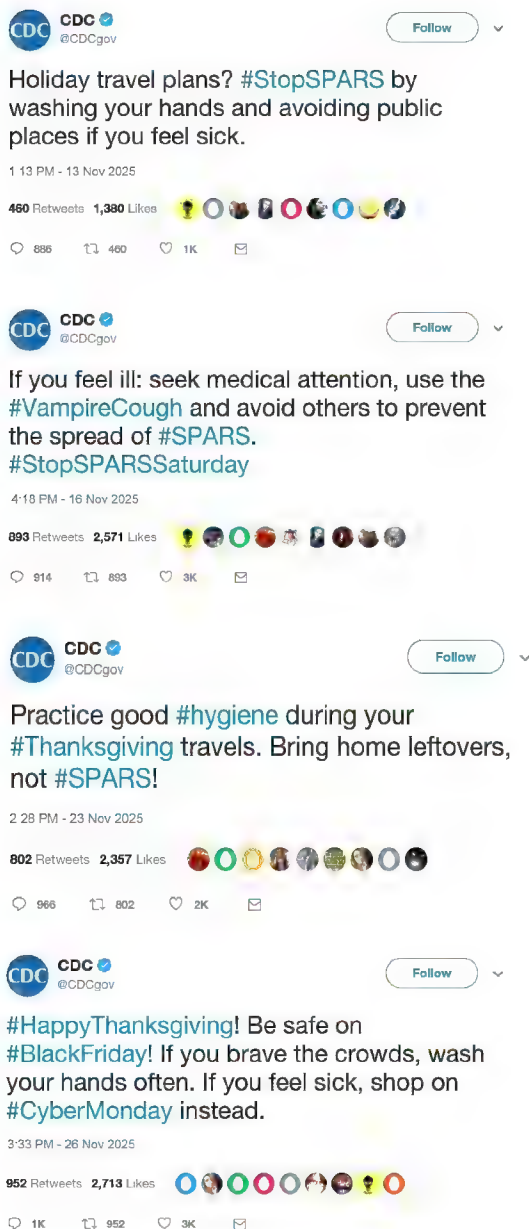 CDC
CDC
@CDCgov
Follow
Holiday travel plans? #StopSPARS by
washing your hands and avoiding public
places if you feel sick.
1 13 PM - 13 Nov 2025
460 Retweets 1,380 Likes
886 460 1K
CDC
CDC
@CDCgov
Follow
If you feel ill: seek medical attention, use the
#VampireCough and avoid others to prevent
the spread of #SPARS.
#StopSPARSSaturday
4:18 PM - 16 Nov 2025
893 Retweets 2,571 Likes
914 893 3K
CDC
CDC
@CDCgov
Follow
Practice good #hygiene during your
#Thanksgiving travels. Bring home leftovers,
not #SPARS!
2 28 PM - 23 Nov 2025
802 Retweets 2,357 Likes
966 802 2K
CDC
CDC
@CDCgov
Follow
#HappyThanksgiving! Be safe on
#BlackFriday! If you brave the crowds, wash
your hands often. If you feel sick, shop on
#CyberMonday instead.
3:33 PM - 26 Nov 2025
952 Retweets 2,713 Likes
1K 952 3K